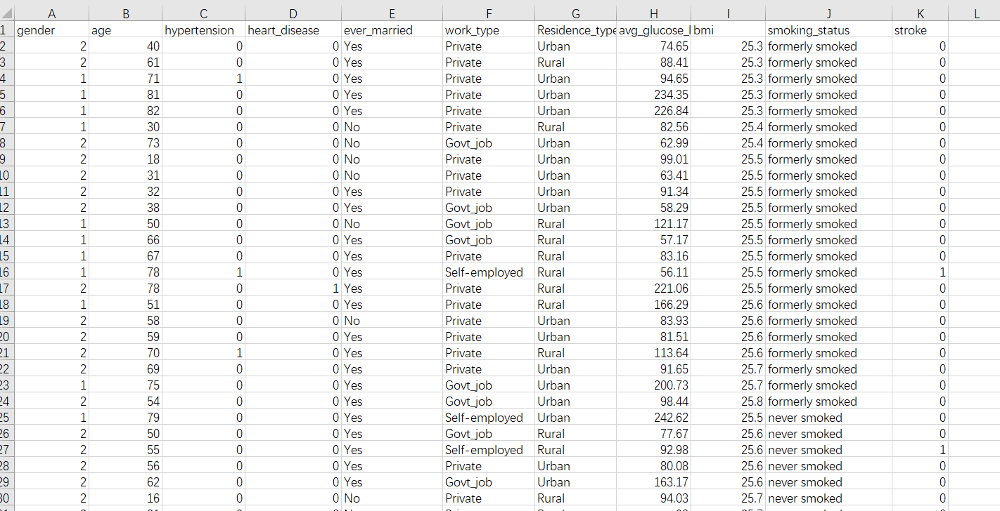 A B C D E F G H I J K L
1 gender age hypertension heart_disease ever_married work_type Residence_type avg_glucose_l bmi smoking_status stroke
2 2 40 0 0 Yes Private Urban 74.65 25.3 formerly smoked 0
3 2 61 0 0 Yes Private Rural 88.41 25.3 formerly smoked 0
4 1 71 1 0 Yes Private Urban 94.65 25.3 formerly smoked 0
5 1 81 0 0 Yes Private Urban 234.35 25.3 formerly smoked 0
6 1 82 0 0 Yes Private Urban 226.84 25.3 formerly smoked 0
7 1 30 0 0 No Private Rural 82.56 25.4 formerly smoked 0
8 2 73 0 0 No Govt_job Urban 62.99 25.4 formerly smoked 0
9 2 18 0 0 No Private Urban 99.01 25.5 formerly smoked 0
10 2 31 0 0 No Private Urban 63.41 25.5 formerly smoked 0
11 2 32 0 0 Yes Private Urban 91.34 25.5 formerly smoked 0
12 2 38 0 0 Yes Govt_job Urban 58.29 25.5 formerly smoked 0
13 1 50 0 0 No Govt_job Rural 121.17 25.5 formerly smoked 0
14 1 66 0 0 Yes Govt_job Rural 57.17 25.5 formerly smoked 0
15 1 67 0 0 Yes Private Rural 83.16 25.5 formerly smoked 0
16 1 78 1 0 Yes Self-employed Rural 56.11 25.5 formerly smoked 1
17 2 78 0 1 Yes Private Rural 221.06 25.5 formerly smoked 0
18 1 51 0 0 Yes Private Rural 166.29 25.6 formerly smoked 0
19 2 58 0 0 No Private Urban 83.93 25.6 formerly smoked 0
20 2 59 0 0 Yes Private Urban 81.51 25.6 formerly smoked 0
21 2 70 1 0 Yes Private Rural 113.64 25.6 formerly smoked 0
22 2 69 0 0 Yes Private Urban 91.65 25.7 formerly smoked 0
23 1 75 0 0 Yes Govt_job Urban 200.73 25.7 formerly smoked 0
24 2 54 0 0 Yes Govt_job Urban 98.44 25.8 formerly smoked 0
25 1 79 0 0 Yes Self-employed Urban 242.62 25.5 never smoked 0
26 2 50 0 0 Yes Govt_job Rural 77.67 25.6 never smoked 0
27 2 55 0 0 Yes Self-employed Rural 92.98 25.6 never smoked 1
28 2 56 0 0 Yes Private Urban 80.08 25.6 never smoked 0
29 2 62 0 0 Yes Govt_job Urban 163.17 25.6 never smoked 0
30 2 16 0 0 No Private Rural 94.03 25.7 never smoked 0